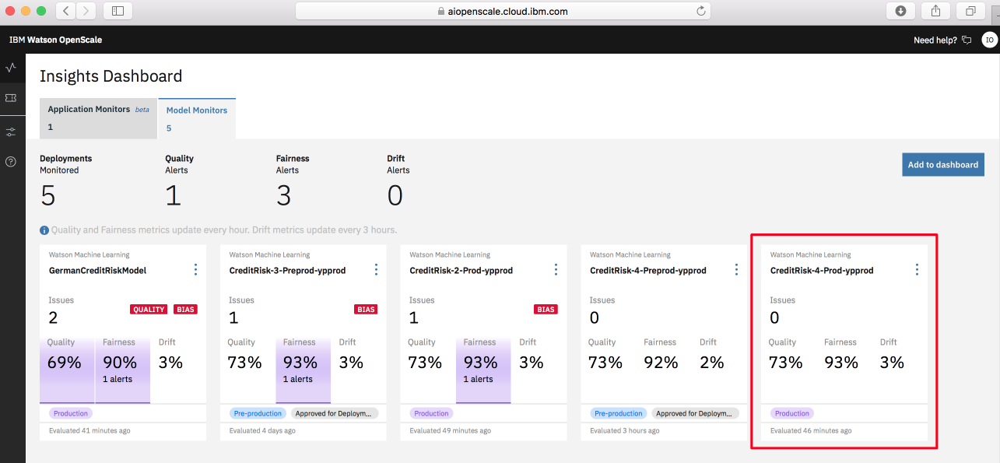 aiopenscale.cloud.ibm.com
IBM Watson OpenScale
Need help?
IO
Insights Dashboard
Application Monitors beta
1
Model Monitors
5
Deployments
Monitored
5
Quality
Alerts
1
Fairness
Alerts
3
Drift
Alerts
0
Add to dashboard
Quality and Fairness metrics update every hour. Drift metrics update every 3 hours.
Watson Machine Learning
GermanCreditRiskModel
Issues
2
QUALITY BIAS
Quality Fairness Drift
69% 90% 3%
1 alerts
Production
Evaluated 41 minutes ago
Watson Machine Learning
CreditRisk-3-Preprod-ypprod
Issues
1
BIAS
Quality Fairness Drift
73% 93% 3%
1 alerts
Pre-production Approved for Deploym...
Evaluated 4 days ago
Watson Machine Learning
CreditRisk-2-Prod-ypprod
Issues
1
BIAS
Quality Fairness Drift
73% 93% 3%
1 alerts
Production
Evaluated 49 minutes ago
Watson Machine Learning
CreditRisk-4-Preprod-ypprod
Issues
0
Quality Fairness Drift
73% 92% 2%
Pre-production Approved for Deploym...
Evaluated 3 hours ago
Watson Machine Learning
CreditRisk-4-Prod-ypprod
Issues
0
Quality Fairness Drift
73% 93% 3%
Production
Evaluated 46 minutes ago